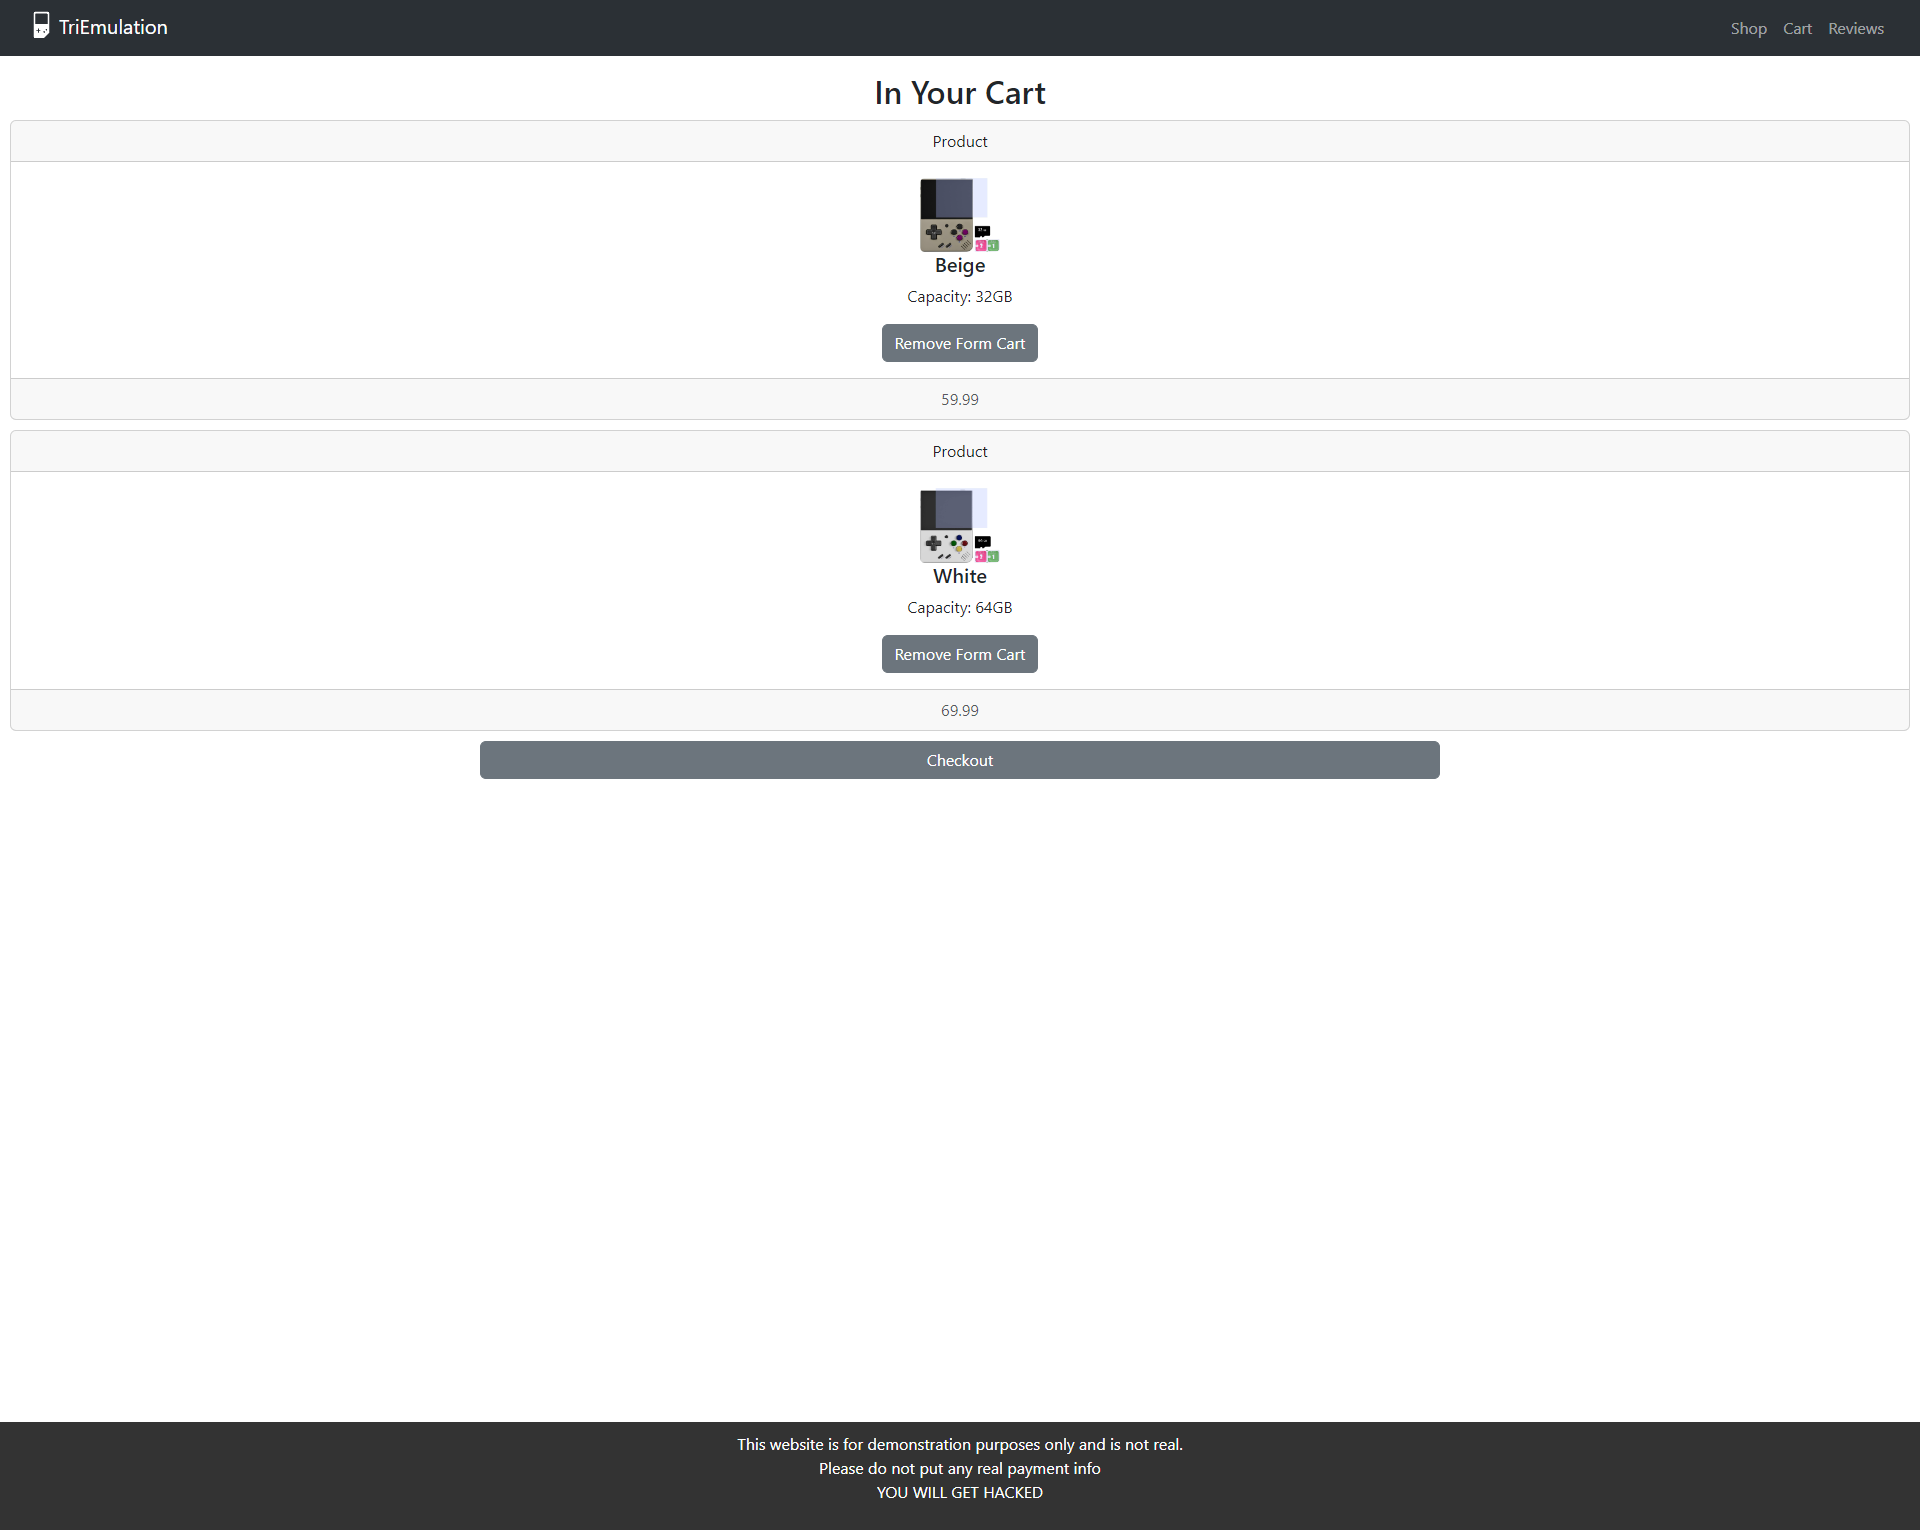 TriEmulation
Shop Cart Reviews
In Your Cart
Product
Beige
Capacity: 32GB
Remove Form Cart
59.99
Product
White
Capacity: 64GB
Remove Form Cart
69.99
Checkout
This website is for demonstration purposes only and is not real.
Please do not put any real payment info
YOU WILL GET HACKED